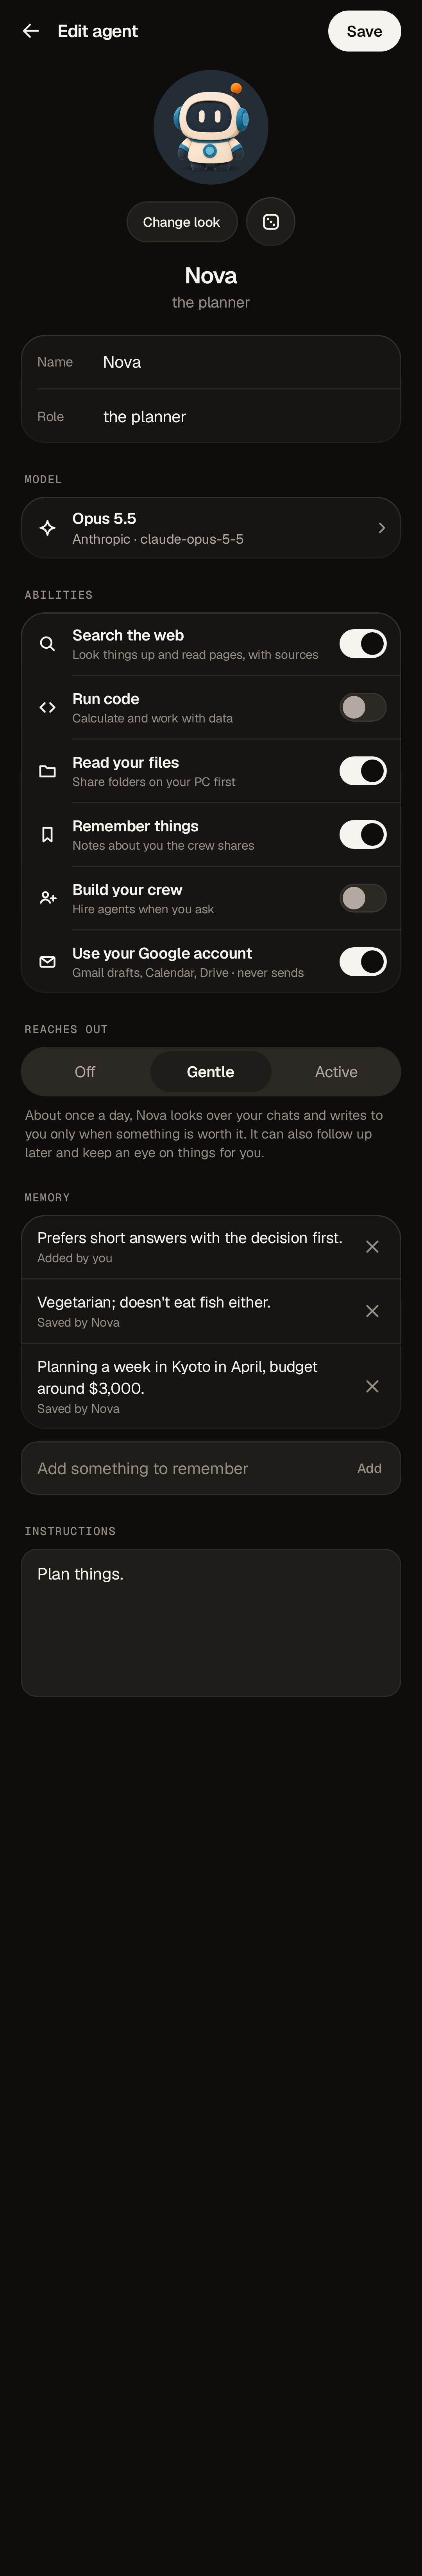 Edit agent
Save
Change look
Nova
the planner
Name
Nova
Role
the planner
MODEL
Opus 5.5
Anthropic · claude-opus-5-5
ABILITIES
Search the web
Look things up and read pages, with sources
Run code
Calculate and work with data
Read your files
Share folders on your PC first
Remember things
Notes about you the crew shares
Build your crew
Hire agents when you ask
Use your Google account
Gmail drafts, Calendar, Drive · never sends
REACHES OUT
Off
Gentle
Active
About once a day, Nova looks over your chats and writes to
you only when something is worth it. It can also follow up
later and keep an eye on things for you.
MEMORY
Prefers short answers with the decision first.
Added by you
Vegetarian; doesn't eat fish either.
Saved by Nova
Planning a week in Kyoto in April, budget
around $3,000.
Saved by Nova
Add something to remember
Add
INSTRUCTIONS
Plan things.